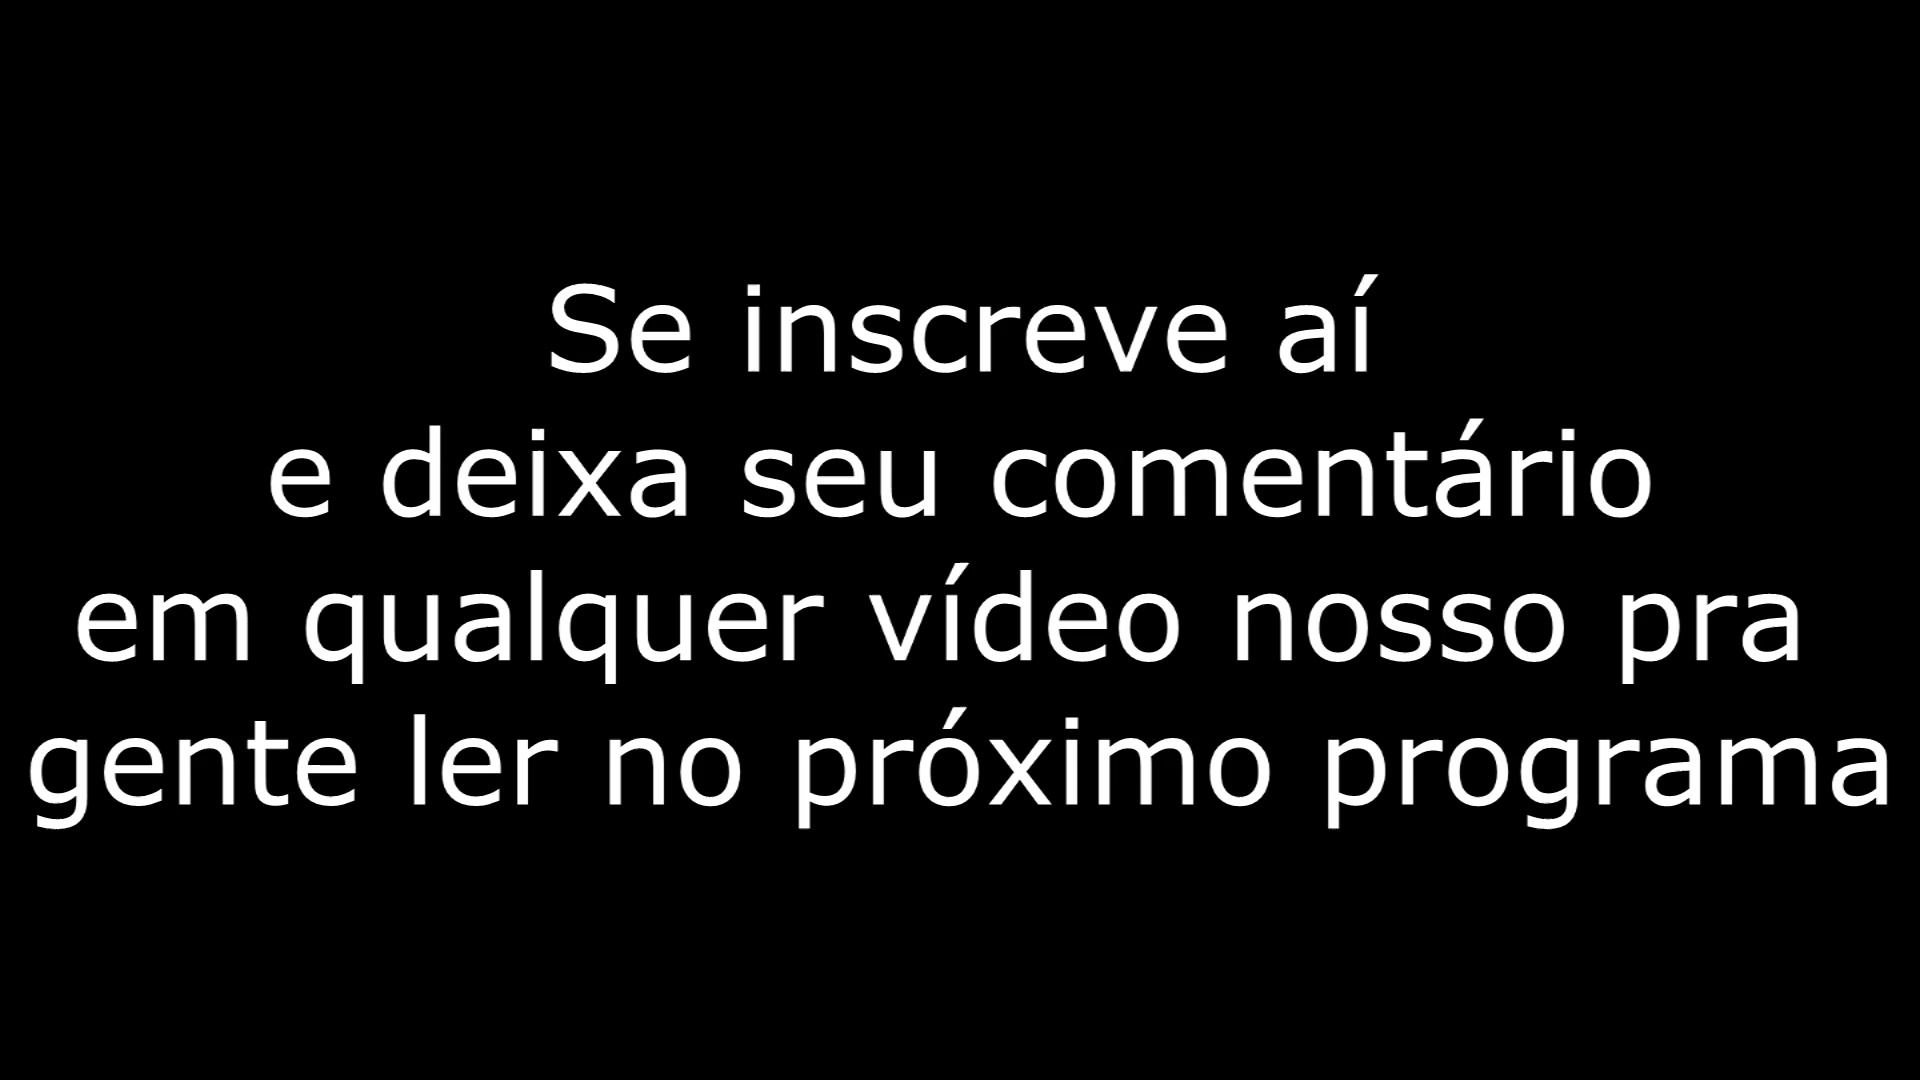 Se inscreve aí
e deixa seu comentário
em qualquer vídeo nosso pra
gente ler no próximo programa